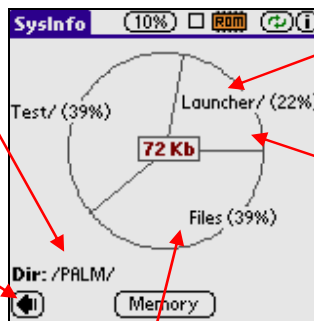 SysInfo (10%) ROM i
Test/ (39%)
Launcher/ (22%)
72 Kb
Files (39%)
Dir: /PALM/
Memory